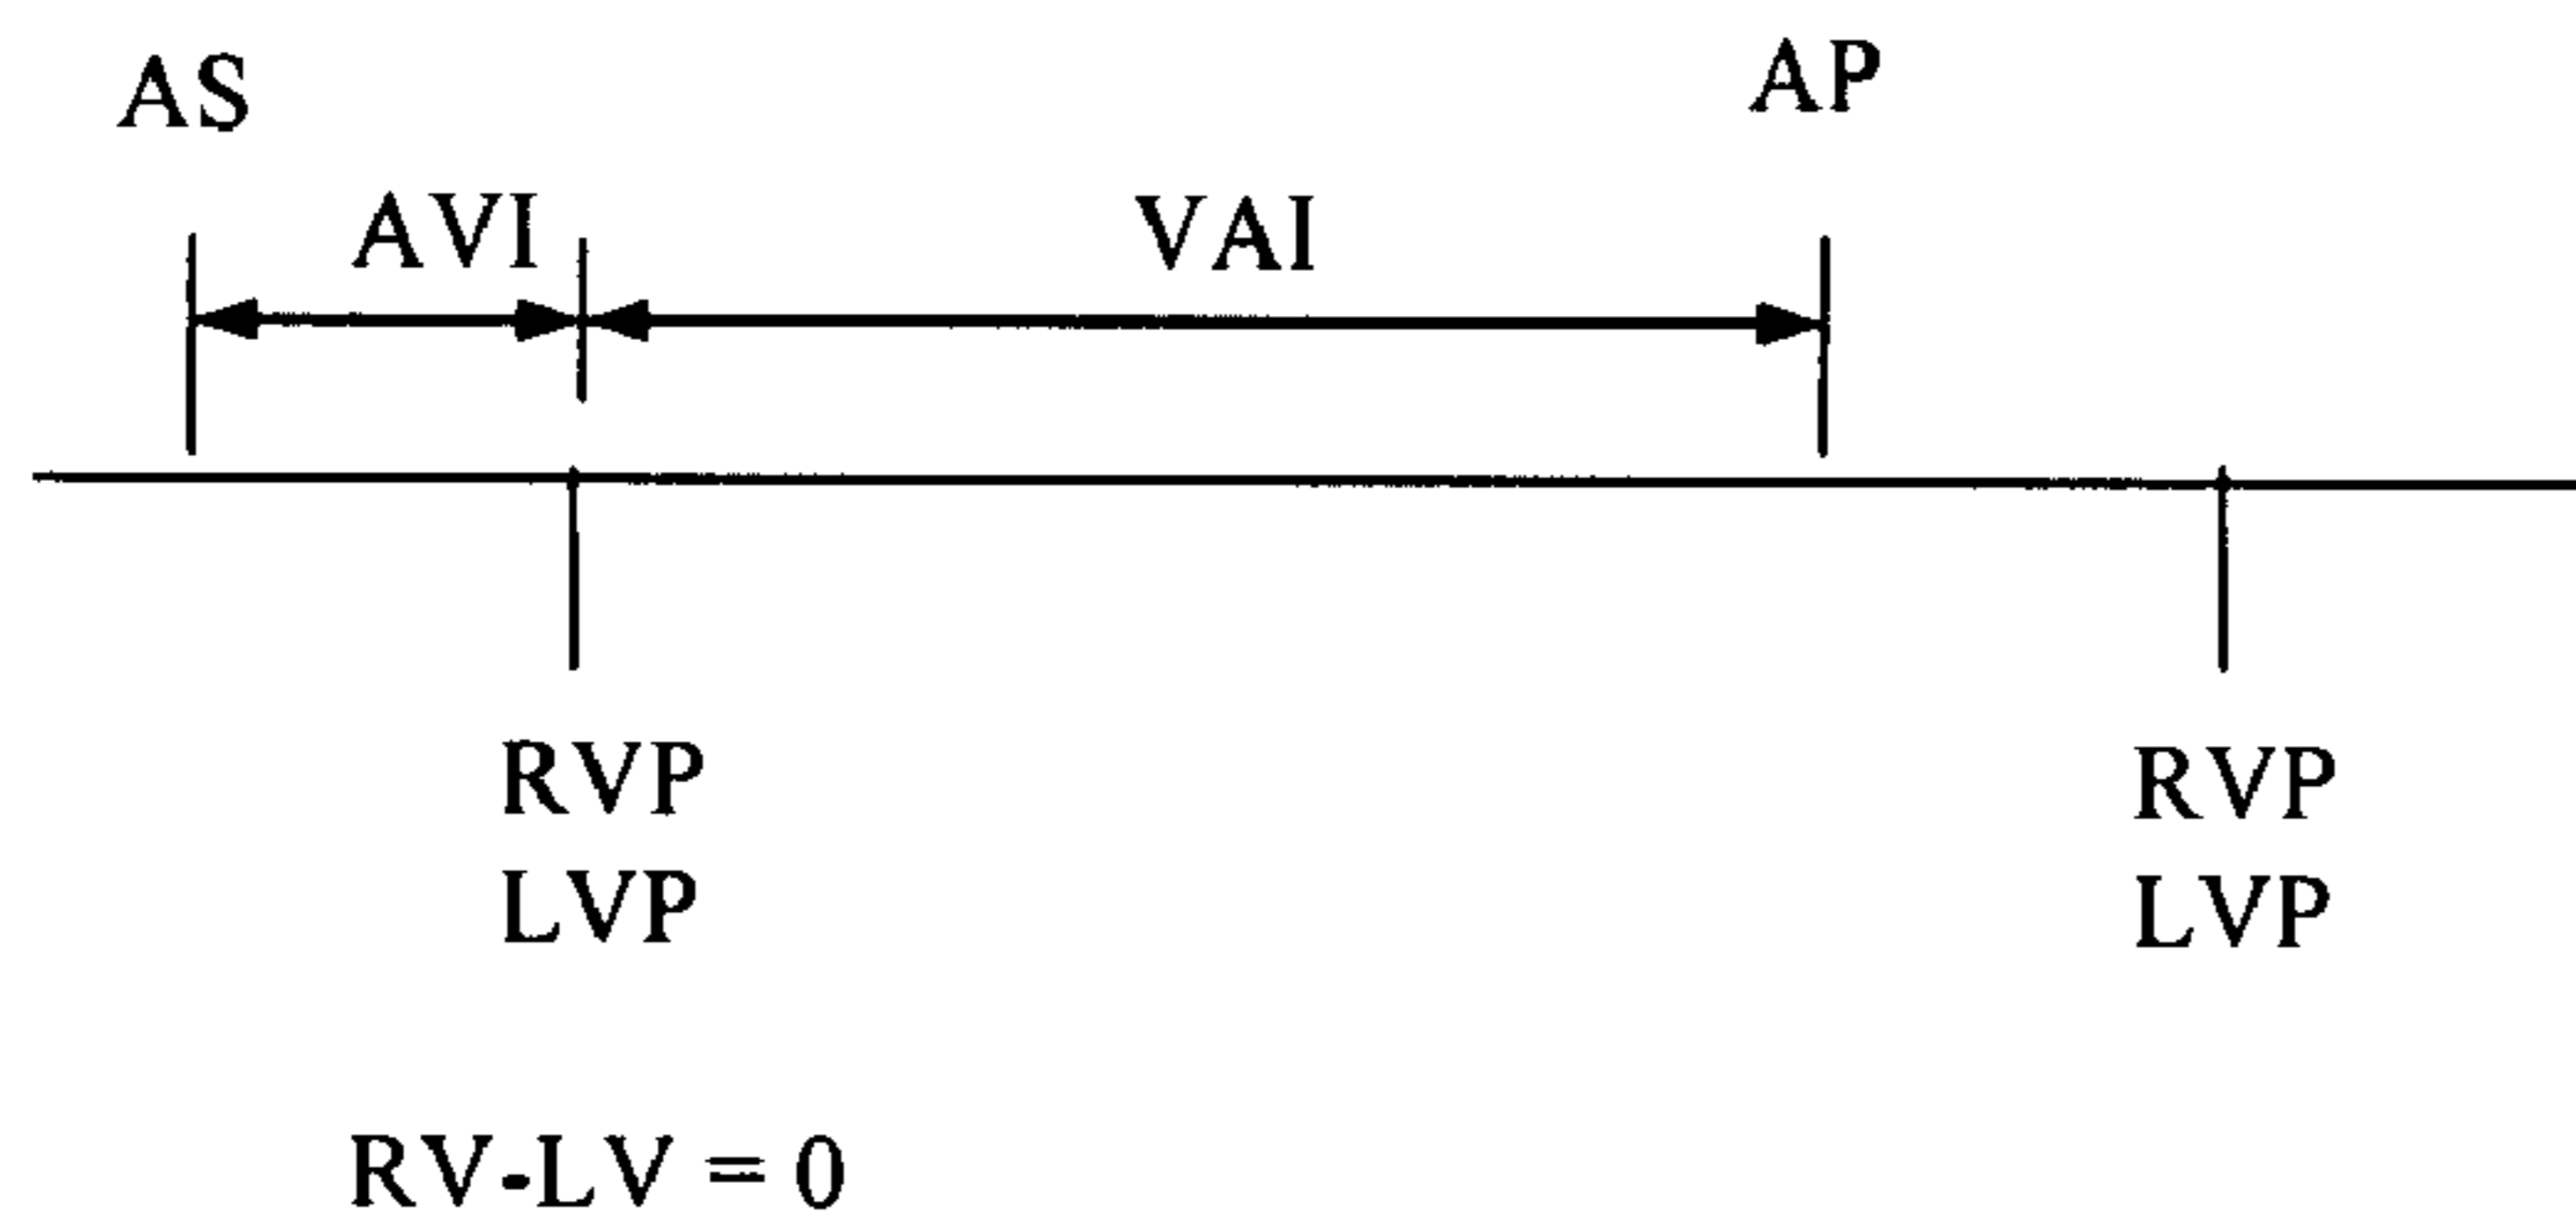 AS AP
AVI VAI
RVP RVP
LVP LVP
RV-LV = 0